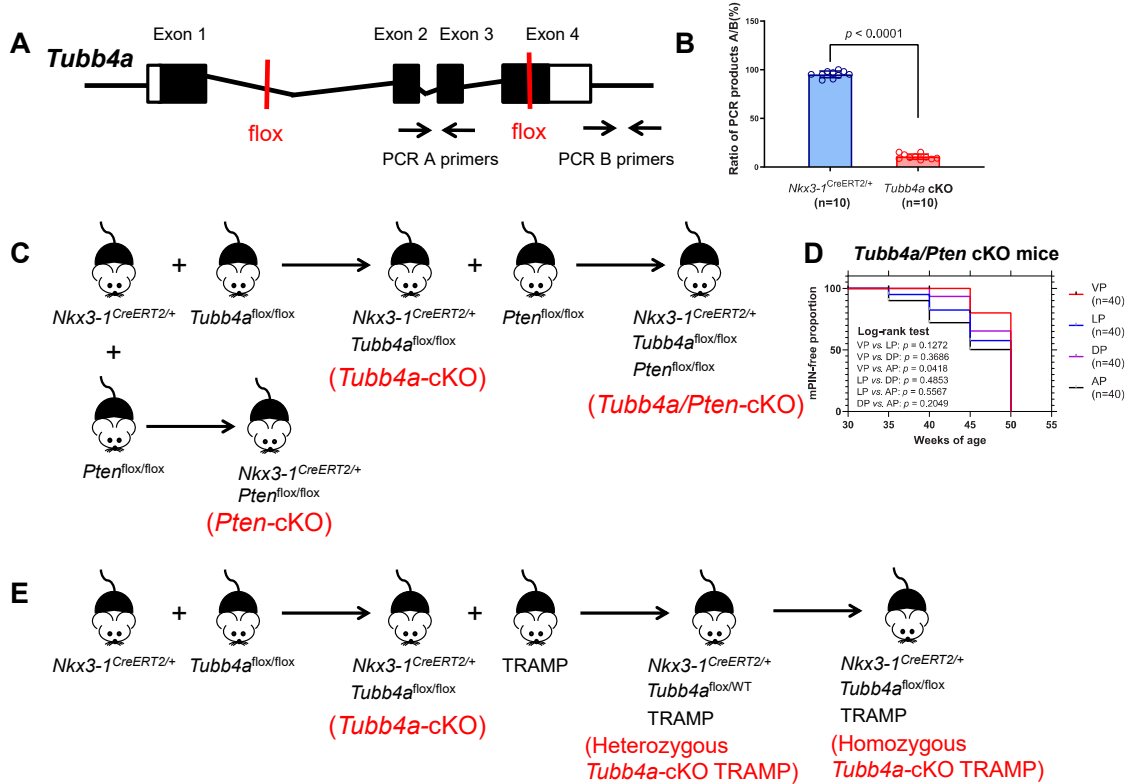 A
Tubb4a
Exon 1
Exon 2
Exon 3
Exon 4
flox
flox
PCR A primers
PCR B primers
B
Ratio of PCR products A/B(%)
150
100
50
0
p < 0.0001
Nkx3-1CreERT2/+
(n=10)
Tubb4a cKO
(n=10)
C
+
+
Nkx3-1CreERT2/+
Tubb4aflox/flox
Nkx3-1CreERT2/+
Tubb4aflox/flox
(Tubb4a-cKO)
Ptenflox/flox
Nkx3-1CreERT2/+
Tubb4aflox/flox
Ptenflox/flox
(Tubb4a/Pten-cKO)
+
Ptenflox/flox
Nkx3-1CreERT2/+
Ptenflox/flox
(Pten-cKO)
D
Tubb4a/Pten cKO mice
mPIN-free proportion
100
50
0
Log-rank test
VP vs. LP: p = 0.1272
VP vs. DP: p = 0.3686
VP vs. AP: p = 0.0418
LP vs. DP: p = 0.4853
LP vs. AP: p = 0.5567
DP vs. AP: p = 0.2049
30 35 40 45 50 55
Weeks of age
VP
(n=40)
LP
(n=40)
DP
(n=40)
AP
(n=40)
E
+
+
Nkx3-1CreERT2/+
Tubb4aflox/flox
Nkx3-1CreERT2/+
Tubb4aflox/flox
(Tubb4a-cKO)
TRAMP
Nkx3-1CreERT2/+
Tubb4aflox/WT
TRAMP
(Heterozygous
Tubb4a-cKO TRAMP)
Nkx3-1CreERT2/+
Tubb4aflox/flox
TRAMP
(Homozygous
Tubb4a-cKO TRAMP)